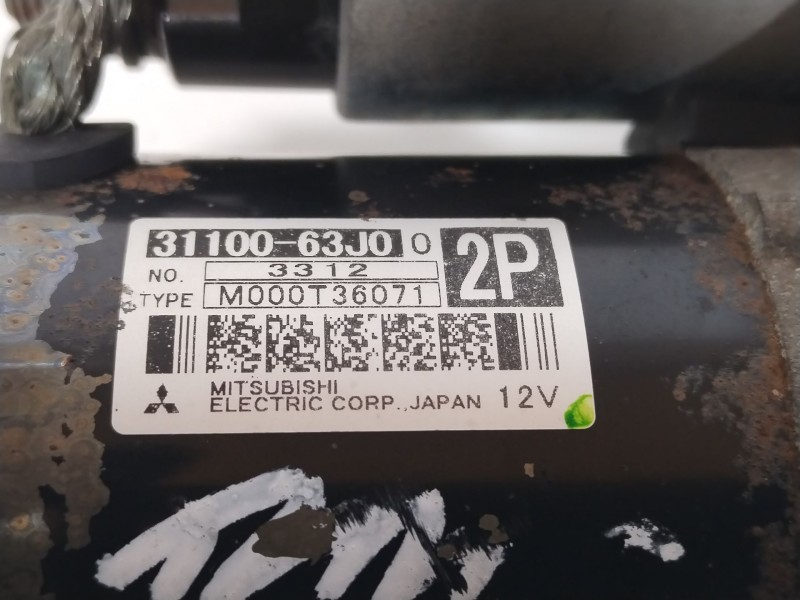 31100-63J0 0
2P
NO. 3312
TYPE M000T36071
MITSUBISHI
ELECTRIC CORP., JAPAN 12V